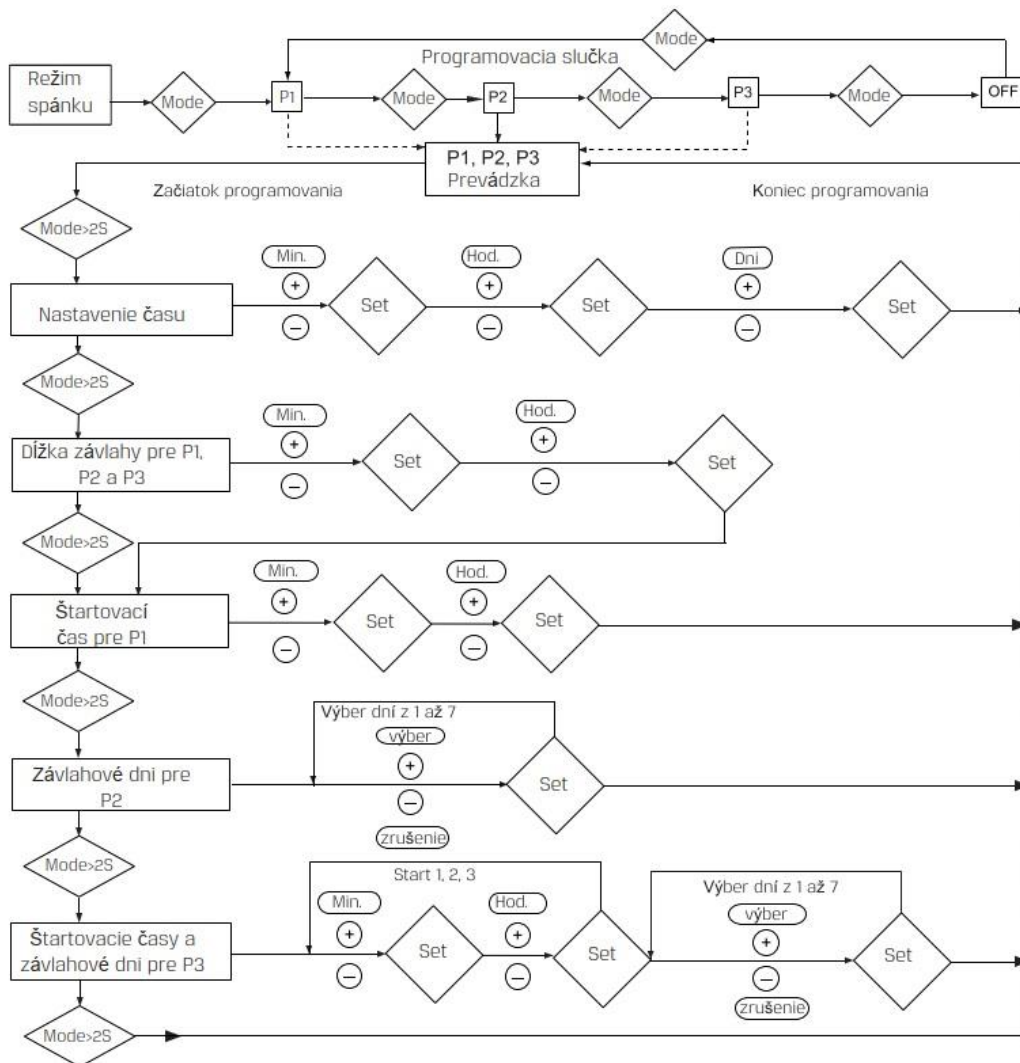 Mode
Programovacia slučka
Režim
spánku
Mode
P1
Mode
P2
Mode
P3
Mode
OFF
P1, P2, P3
Prevádzka
Začiatok programovania
Koniec programovania
Mode>2S
Min.
Hod.
Dni
+
+
+
Nastavenie času
Set
Set
Set
−
−
−
Mode>2S
Min.
Hod.
+
+
Dĺžka závlahy pre P1,
P2 a P3
Set
Set
−
−
Mode>2S
Min.
Hod.
+
+
Štartovací
čas pre P1
Set
Set
−
−
Mode>2S
Výber dní z 1 až 7
výber
+
Závlahové dni pre
P2
Set
−
zrušenie
Mode>2S
Start 1, 2, 3
Výber dní z 1 až 7
Min.
Hod.
výber
+
+
+
Štartovacie časy a
závlahové dni pre P3
Set
Set
Set
−
−
−
zrušenie
Mode>2S